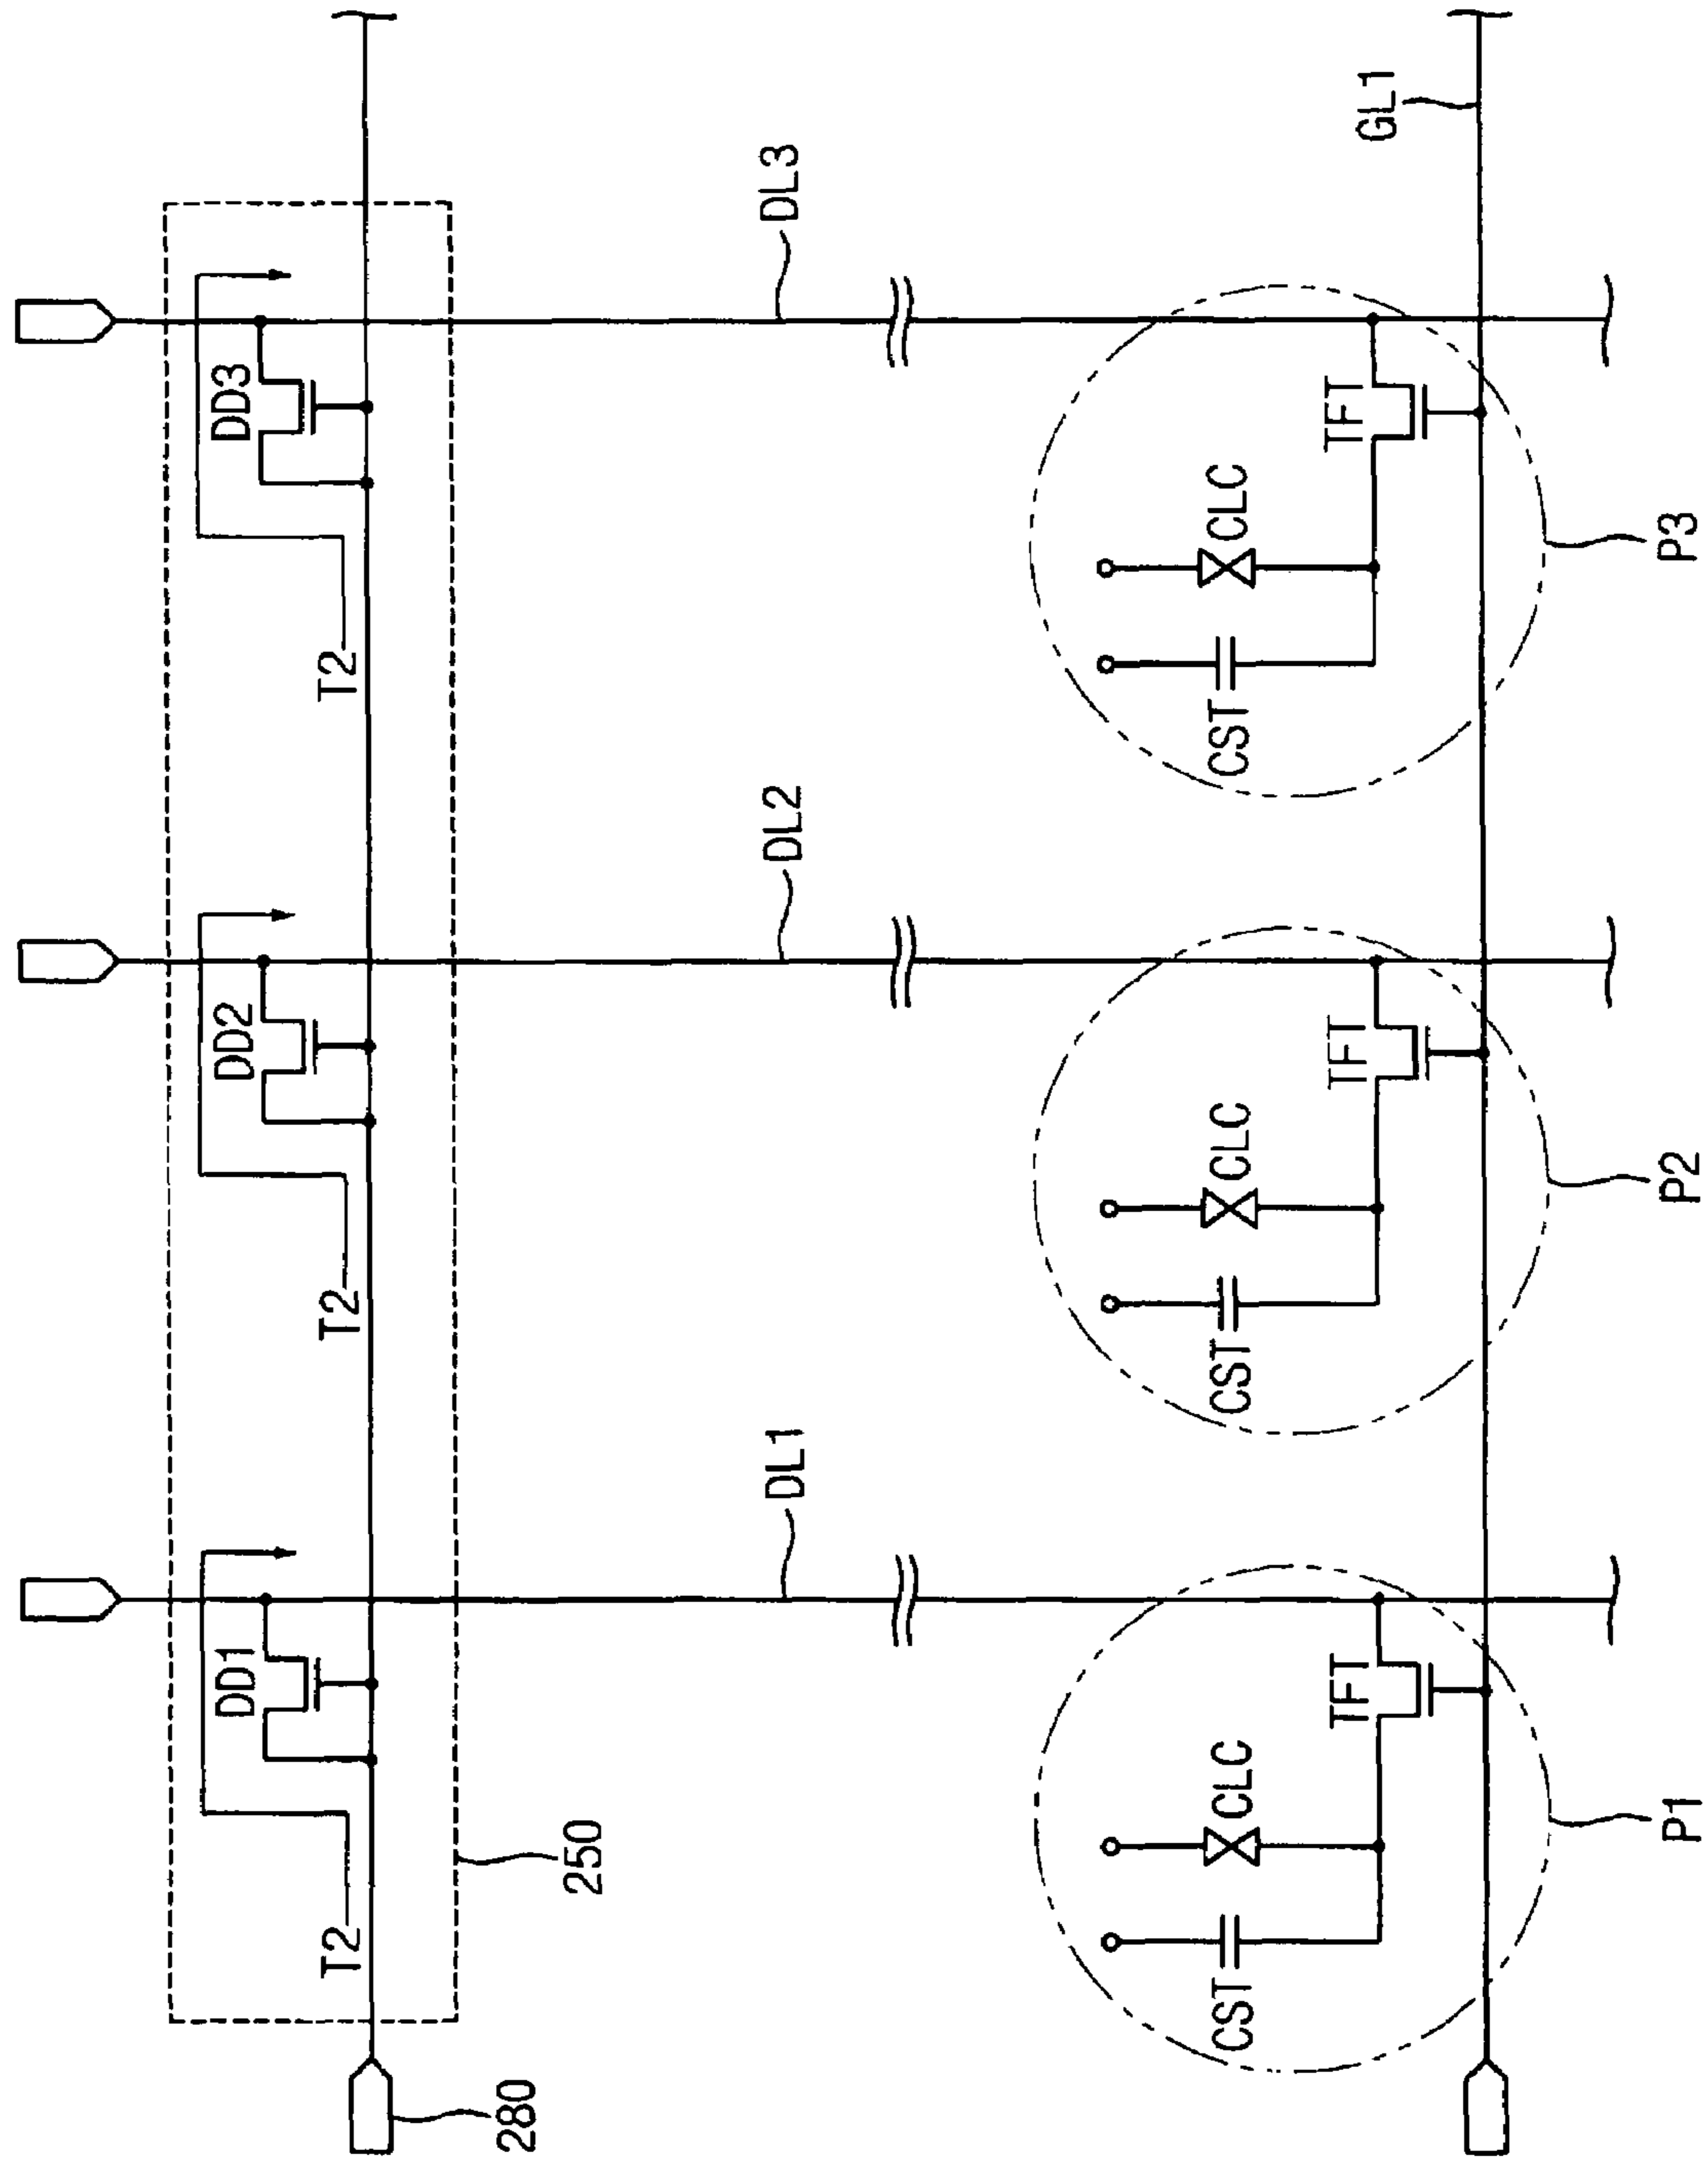 280
250
T2
DD1
T2
DD2
T2
DD3
DL1
DL2
DL3
CST
CLC
TFT
CST
CLC
TFT
CST
CLC
TFT
GL1
P1
P2
P3